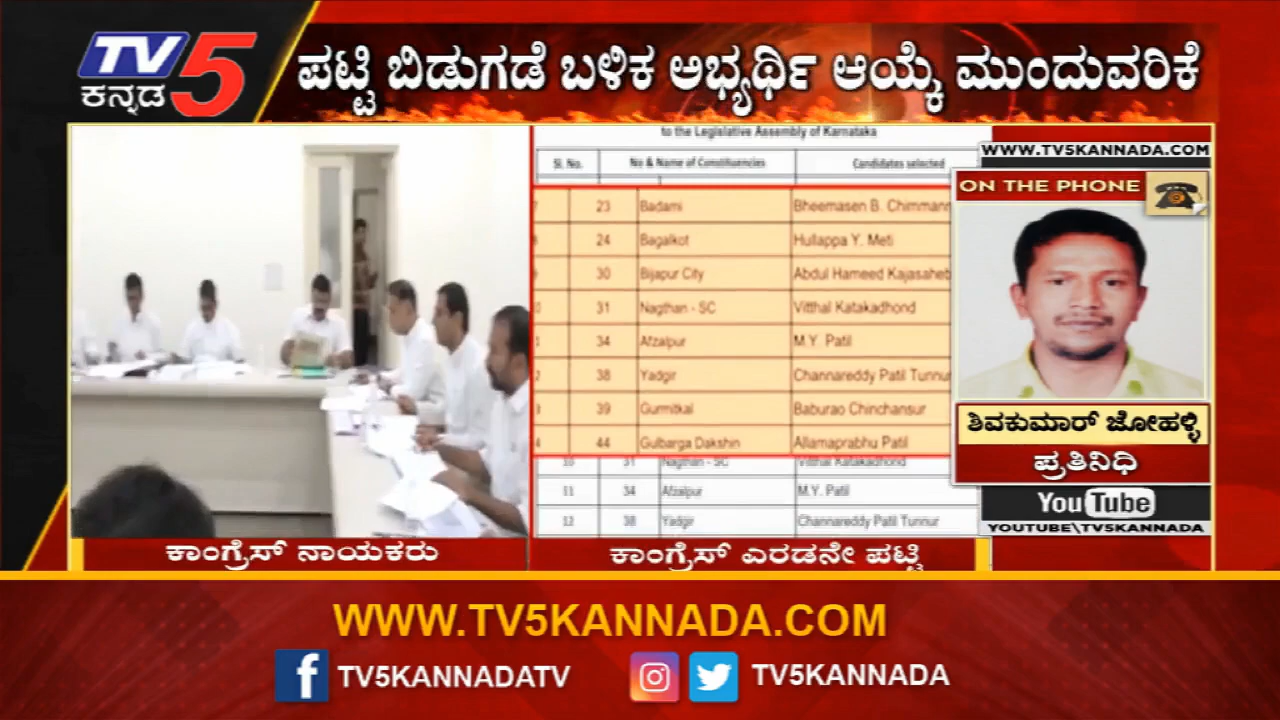 TV5
ಕನ್ನಡ
ಪಟ್ಟಿ ಬಿಡುಗಡೆ ಬಳಿಕ ಅಭ್ಯರ್ಥಿ ಆಯ್ಕೆ ಮುಂದುವರಿಕೆ
to the Legislative Assembly of Karnataka
Sl. No. No & Name of Constituencies Candidates selected
23 Badami Bheemasen B. Chimmann
24 Bagalkot Hullappa Y. Meti
30 Bijapur City Abdul Hameed Kajasaheb
31 Nagthan - SC Vitthal Katakadhond
34 Afzalpur M.Y. Patil
38 Yadgir Channareddy Patil Tunnur
39 Gurmitkal Baburao Chinchansur
44 Gulbarga Dakshin Allamaprabhu Patil
10 31 Nagthan - SC Vitthal Katakadhond
11 34 Afzalpur M.Y. Patil
12 38 Yadgir Channareddy Patil Tunnur
WWW.TV5KANNADA.COM
ON THE PHONE
ಶಿವಕುಮಾರ್ ಜೋಹಳ್ಳಿ
ಪ್ರತಿನಿಧಿ
YouTube
YOUTUBE\TV5KANNADA
ಕಾಂಗ್ರೆಸ್ ನಾಯಕರು
ಕಾಂಗ್ರೆಸ್ ಎರಡನೇ ಪಟ್ಟಿ
WWW.TV5KANNADA.COM
f TV5KANNADATV TV5KANNADA